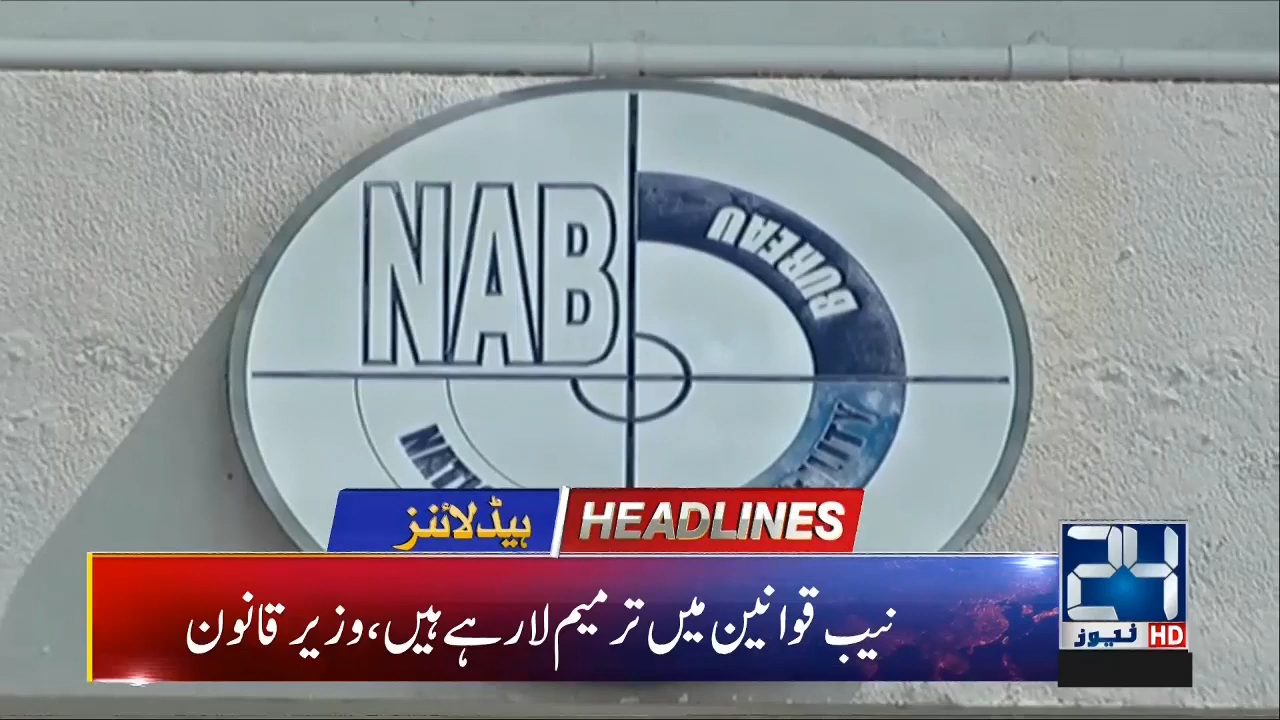 NAB
BUREAU
ہیڈلائنز HEADLINES
نیب قوانین میں ترمیم لا رہے ہیں، وزیر قانون
24
نیوز HD